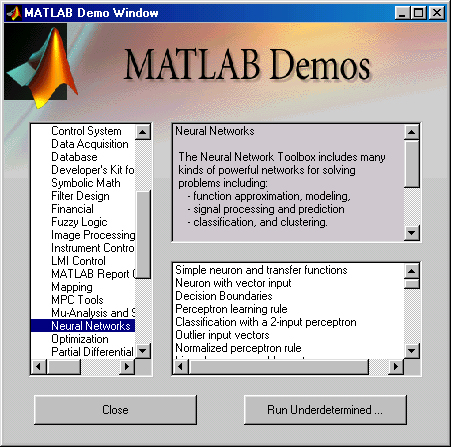 MATLAB Demo Window
MATLAB Demos
Control System
Data Acquisition
Database
Developer's Kit fo
Symbolic Math
Filter Design
Financial
Fuzzy Logic
Image Processing
Instrument Contro
LMI Control
MATLAB Report
Mapping
MPC Tools
Mu-Analysis and
Neural Networks
Optimization
Partial Differential
Neural Networks
The Neural Network Toolbox includes many
kinds of powerful networks for solving
problems including:
- function approximation, modeling,
- signal processing and prediction
- classification, and clustering.
Simple neuron and transfer functions
Neuron with vector input
Decision Boundaries
Perceptron learning rule
Classification with a 2-input perceptron
Outlier input vectors
Normalized perceptron rule
Close
Run Underdetermined ...